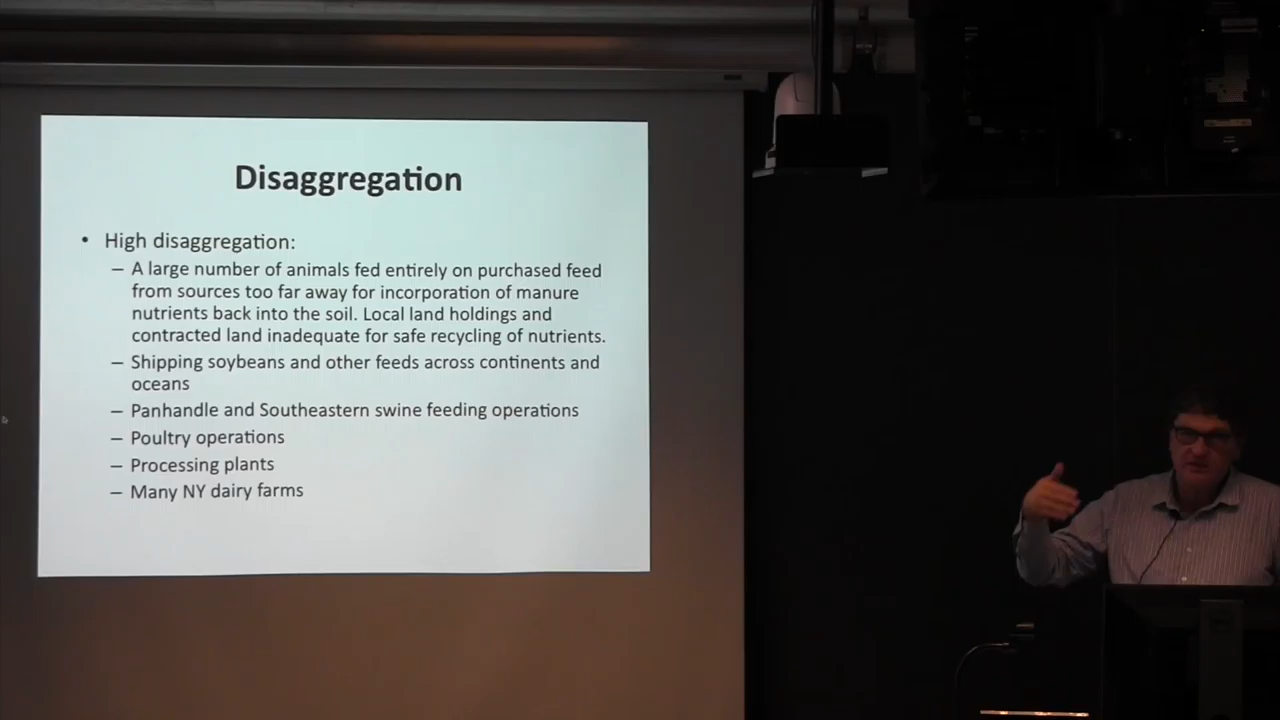 Disaggregation
• High disaggregation:
– A large number of animals fed entirely on purchased feed
from sources too far away for incorporation of manure
nutrients back into the soil. Local land holdings and
contracted land inadequate for safe recycling of nutrients.
– Shipping soybeans and other feeds across continents and
oceans
– Panhandle and Southeastern swine feeding operations
– Poultry operations
– Processing plants
– Many NY dairy farms